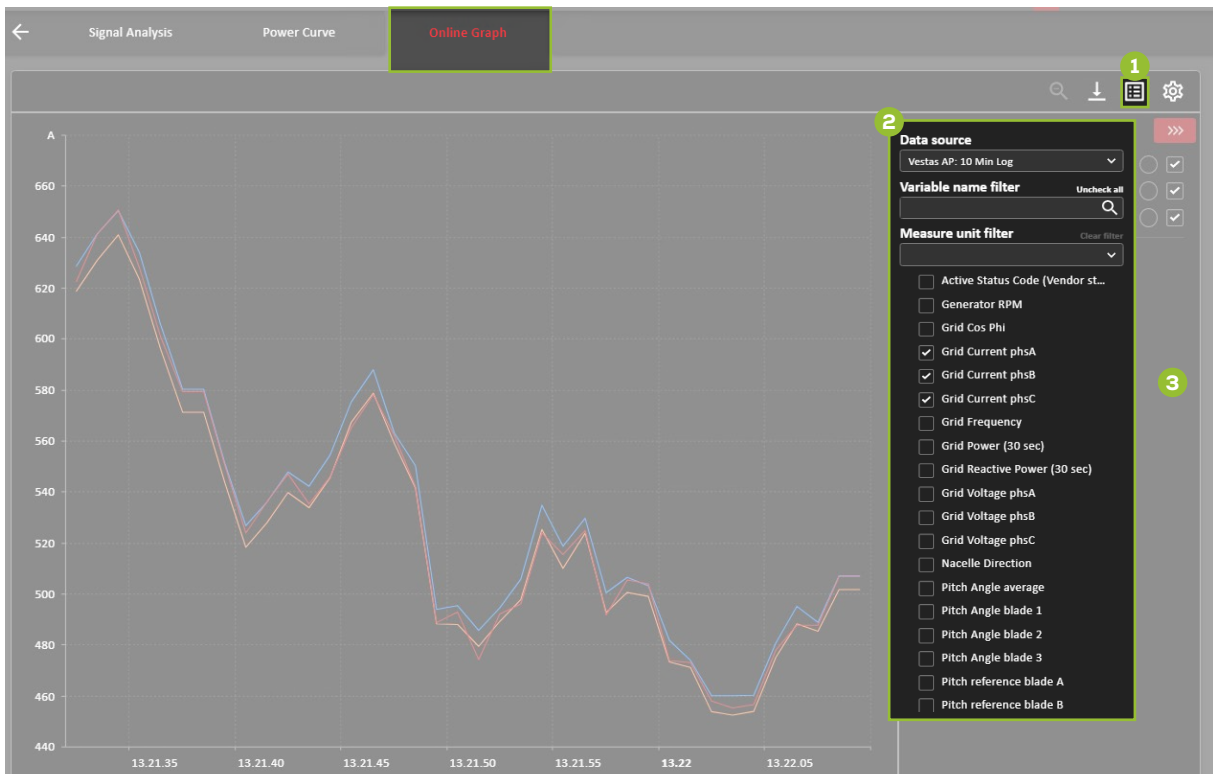 Signal Analysis
Power Curve
Online Graph
1
2
Data source
Vestas AP: 10 Min Log
Variable name filter
Uncheck all
Measure unit filter
Clear filter
Active Status Code (Vendor st...
Generator RPM
Grid Cos Phi
Grid Current phsA
Grid Current phsB
Grid Current phsC
Grid Frequency
Grid Power (30 sec)
Grid Reactive Power (30 sec)
Grid Voltage phsA
Grid Voltage phsB
Grid Voltage phsC
Nacelle Direction
Pitch Angle average
Pitch Angle blade 1
Pitch Angle blade 2
Pitch Angle blade 3
Pitch reference blade A
Pitch reference blade B
3
A
660
640
620
600
580
560
540
520
500
480
460
440
13.21.35
13.21.40
13.21.45
13.21.50
13.21.55
13.22
13.22.05